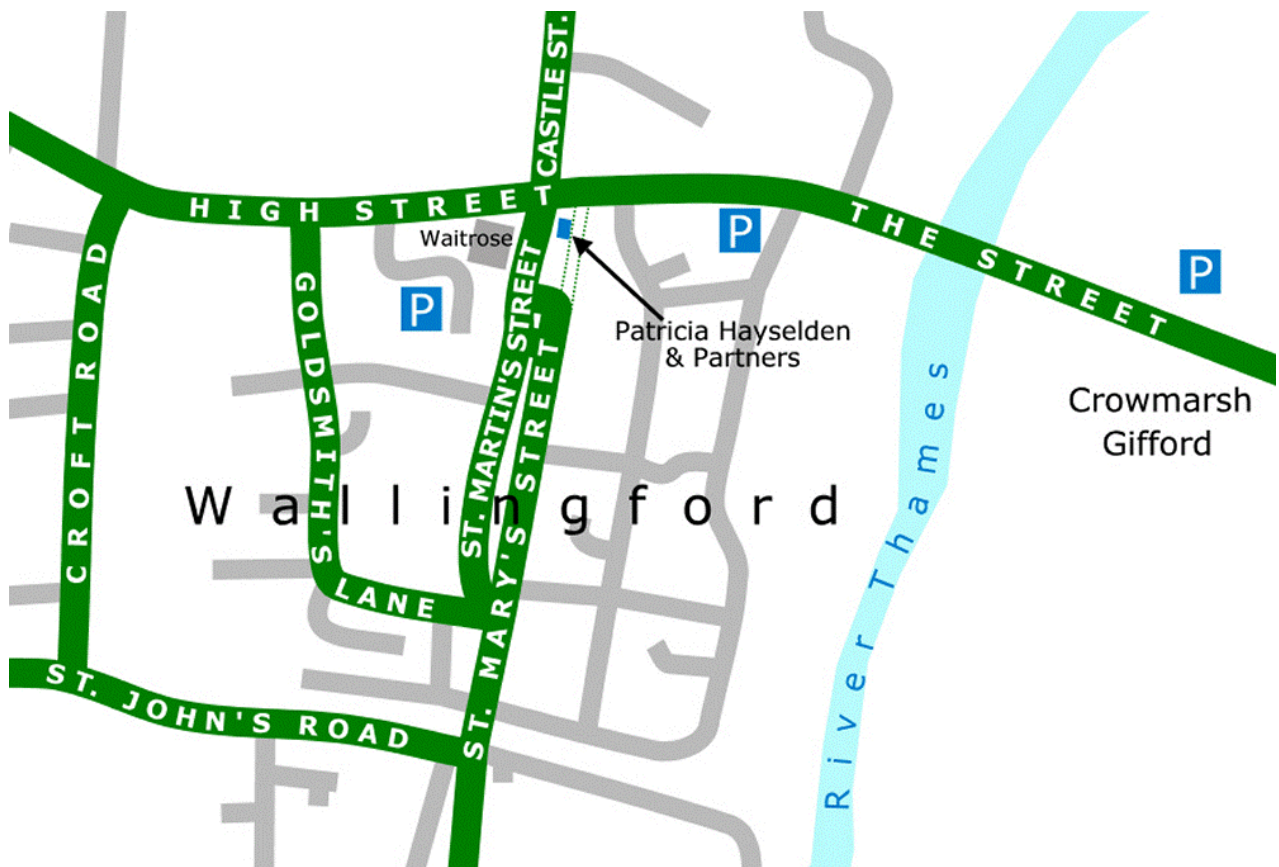 CASTLE ST.
HIGH STREET
THE STREET
P
P
Waitrose
P
Patricia Hayselden
& Partners
CROFT ROAD
GOLDSMITH'S
LANE
ST. MARTIN'S STREET
ST. MARY'S STREET
Crowmarsh
Gifford
Wallingford
River Thames
ST. JOHN'S ROAD